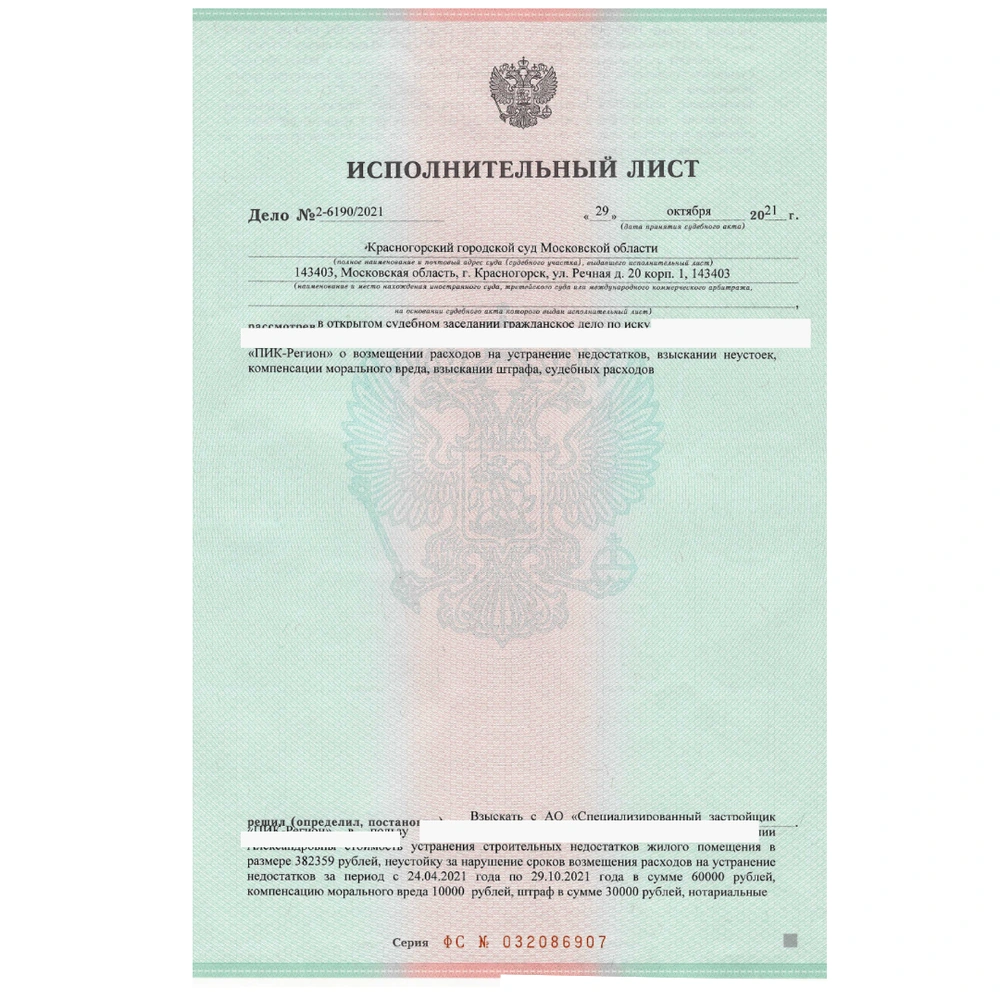 ИСПОЛНИТЕЛЬНЫЙ ЛИСТ
Дело №2-6190/2021 « 29 » октября 2021 г.
(дата принятия судебного акта)
Красногорский городской суд Московской области
(полное наименование и почтовый адрес суда (судебного участка), выдавшего исполнительный лист)
143403, Московская область, г. Красногорск, ул. Речная д. 20 корп. 1, 143403
(наименование и место нахождения иностранного суда, третейского суда или международного коммерческого арбитража,
,
на основании судебного акта которого выдан исполнительный лист)
рассмотрев в открытом судебном заседании гражданское дело по иску
«ПИК-Регион» о возмещении расходов на устранение недостатков, взыскании неустоек,
компенсации морального вреда, взыскании штрафа, судебных расходов
решил (определил, постанов Взыскать с АО «Специализированный застройщик
«ПИК-Регион» в пользу
Александровна стоимость устранения строительных недостатков жилого помещения в
размере 382359 рублей, неустойку за нарушение сроков возмещения расходов на устранение
недостатков за период с 24.04.2021 года по 29.10.2021 года в сумме 60000 рублей,
компенсацию морального вреда 10000 рублей, штраф в сумме 30000 рублей, нотариальные
Серия ФС № 032086907